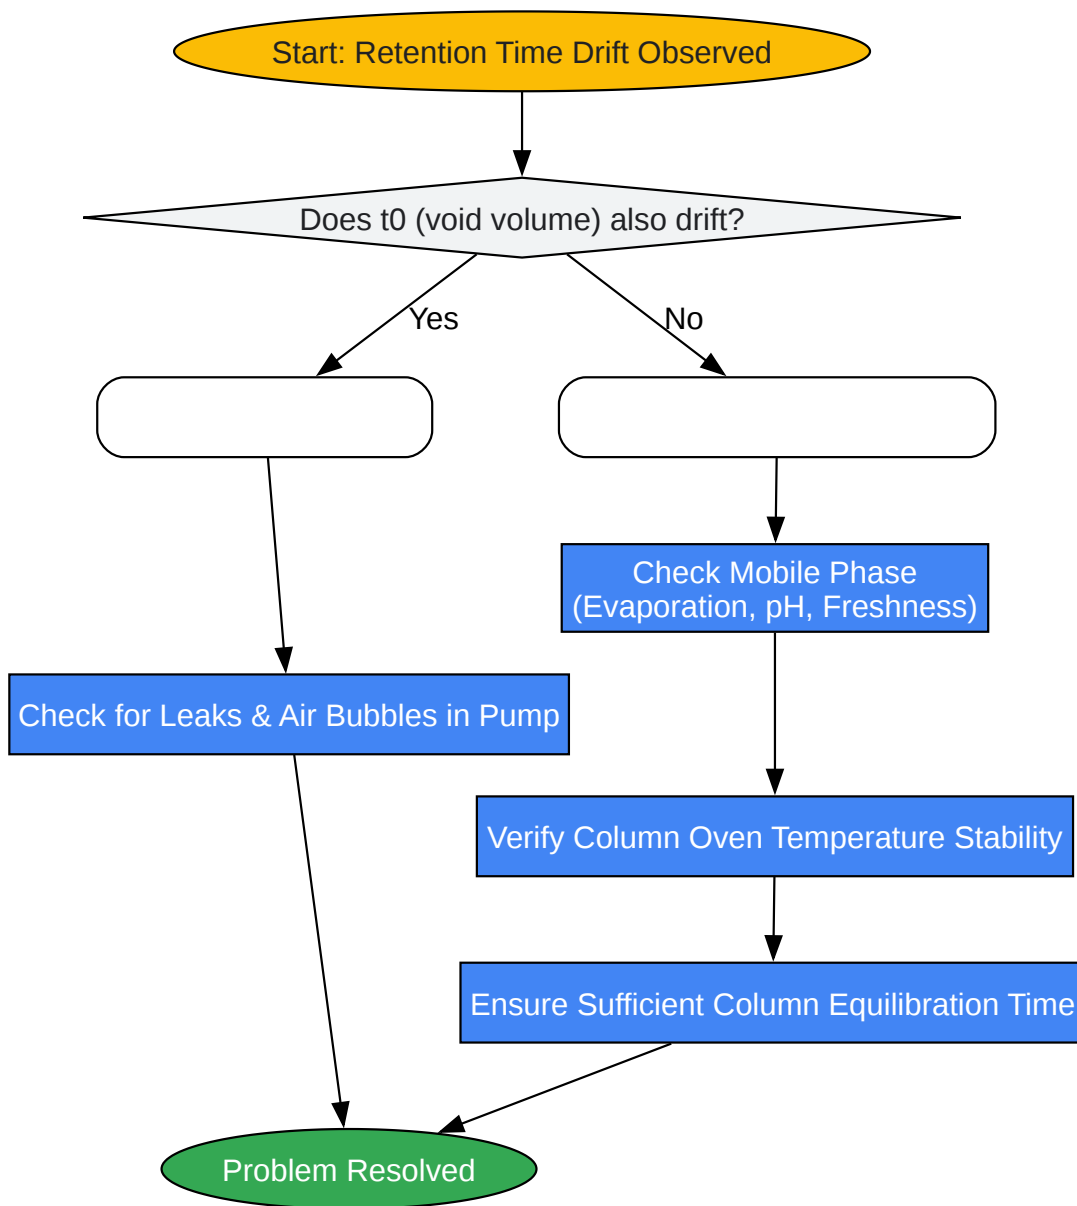 Start: Retention Time Drift Observed
Does t0 (void volume) also drift?
Yes
No
Check Mobile Phase
(Evaporation, pH, Freshness)
Check for Leaks & Air Bubbles in Pump
Verify Column Oven Temperature Stability
Ensure Sufficient Column Equilibration Time
Problem Resolved